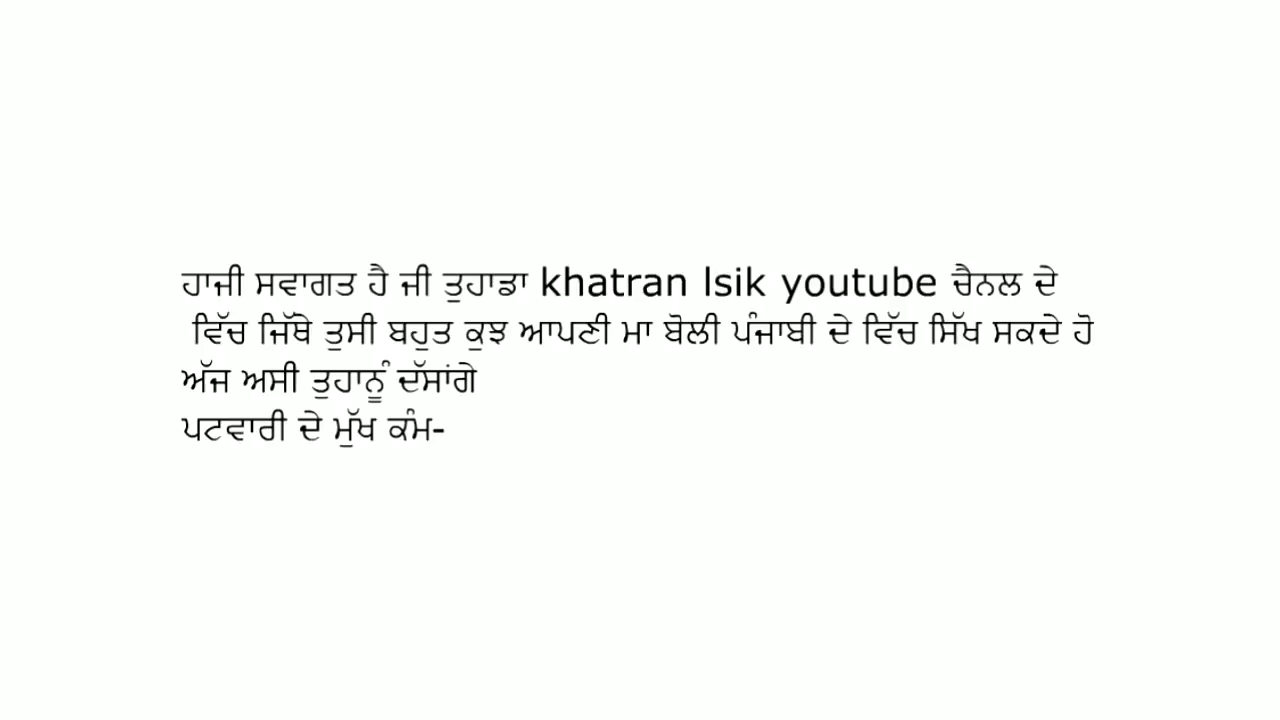 ਹਾਜੀ ਸਵਾਗਤ ਹੈ ਜੀ ਤੁਹਾਡਾ khatran lsik youtube ਚੈਨਲ ਦੇ
ਵਿੱਚ ਜਿੱਥੇ ਤੁਸੀ ਬਹੁਤ ਕੁਝ ਆਪਣੀ ਮਾ ਬੋਲੀ ਪੰਜਾਬੀ ਦੇ ਵਿੱਚ ਸਿੱਖ ਸਕਦੇ ਹੋ
ਅੱਜ ਅਸੀ ਤੁਹਾਨੂੰ ਦੱਸਾਂਗੇ
ਪਟਵਾਰੀ ਦੇ ਮੁੱਖ ਕੰਮ-